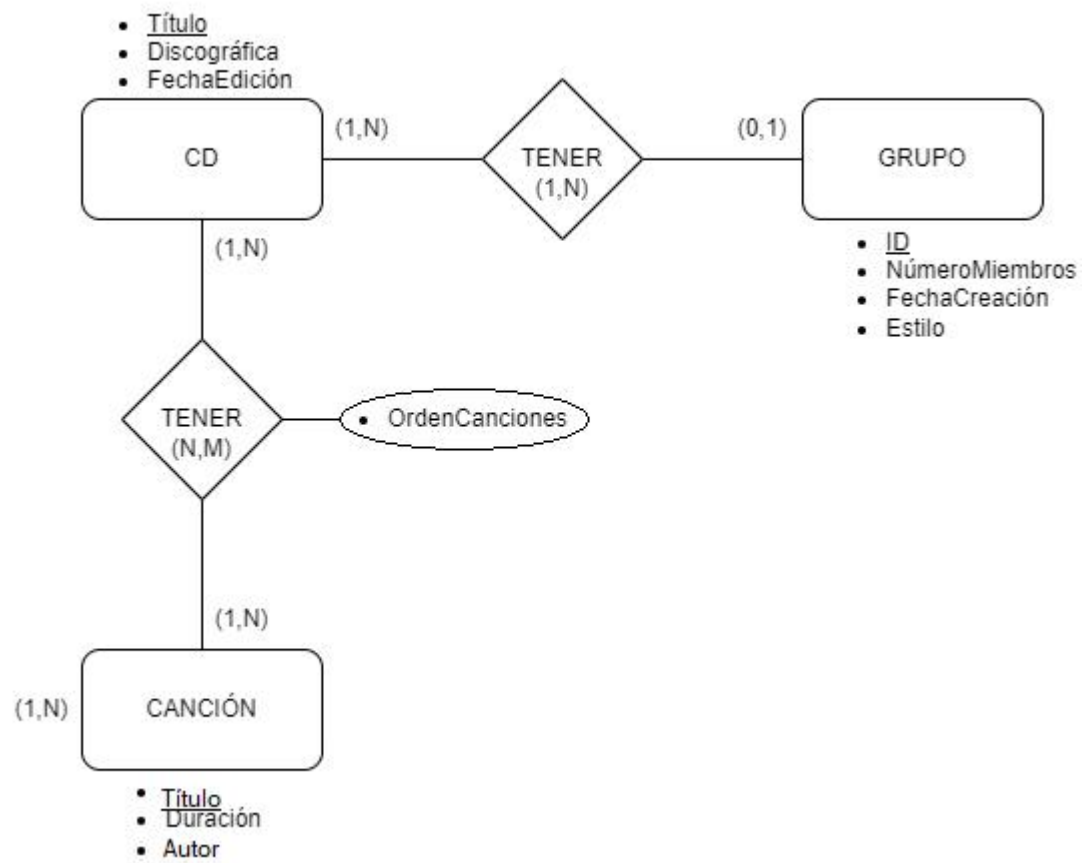 • Título
• Discográfica
• FechaEdición
CD
(1,N)
TENER
(1,N)
(0,1)
GRUPO
• ID
• NúmeroMiembros
• FechaCreación
• Estilo
(1,N)
TENER
(N,M)
• OrdenCanciones
(1,N)
(1,N)
CANCIÓN
• Título
• Duración
• Autor